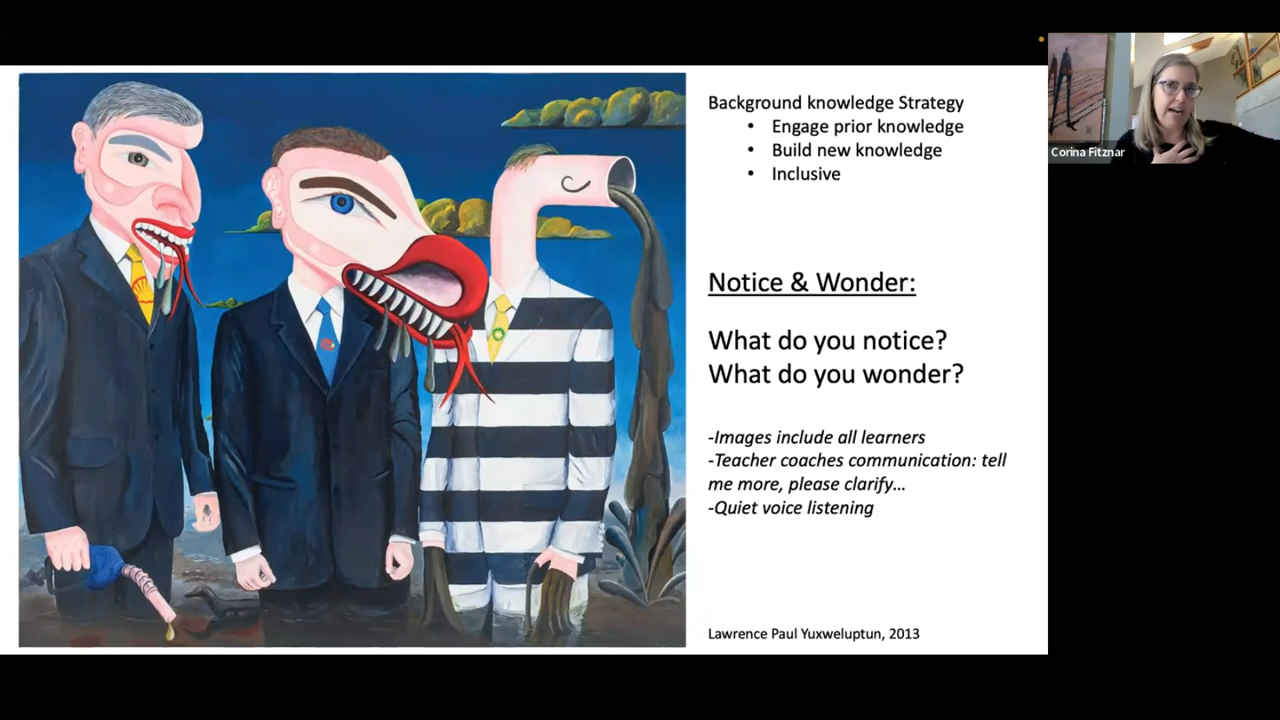 Background knowledge Strategy
• Engage prior knowledge
• Build new knowledge
• Inclusive
Notice & Wonder:
What do you notice?
What do you wonder?
-Images include all learners
-Teacher coaches communication: tell
me more, please clarify…
-Quiet voice listening
Lawrence Paul Yuxweluptun, 2013
Corina Fitznar